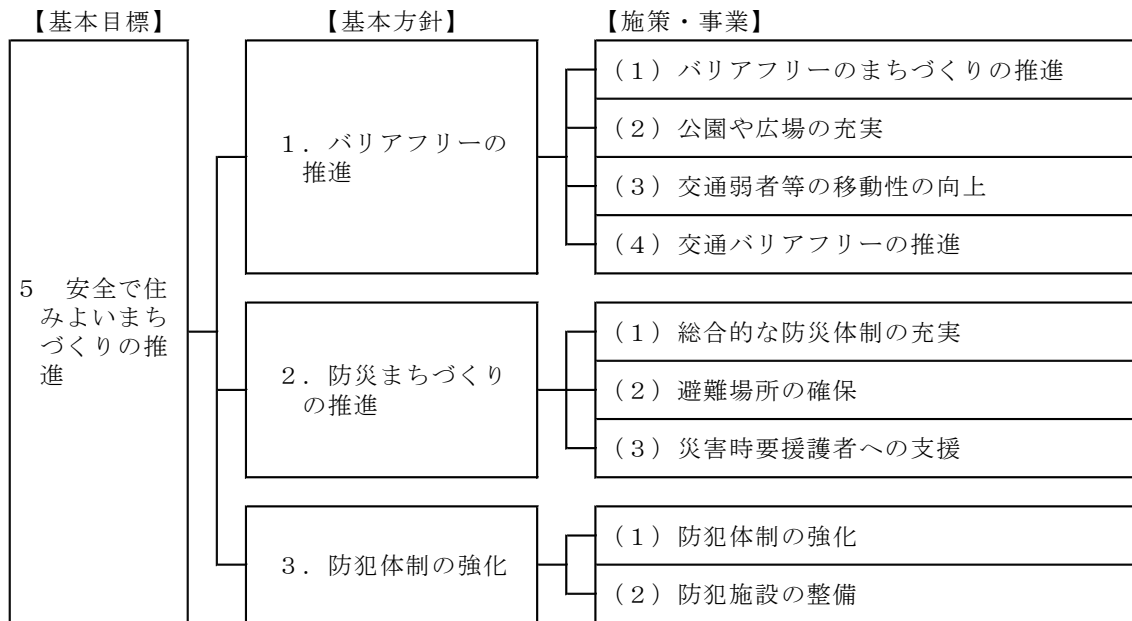 【基本目標】
【基本方針】
【施策・事業】
５　安全で住
みよいまち
づくりの推
進
１．バリアフリーの
推進
（１）バリアフリーのまちづくりの推進
（２）公園や広場の充実
（３）交通弱者等の移動性の向上
（４）交通バリアフリーの推進
２．防災まちづくり
の推進
（１）総合的な防災体制の充実
（２）避難場所の確保
（３）災害時要援護者への支援
３．防犯体制の強化
（１）防犯体制の強化
（２）防犯施設の整備